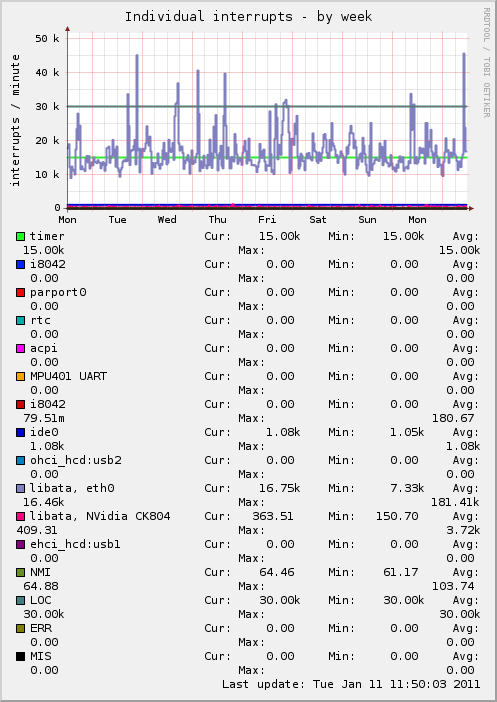 Individual interrupts - by week
RRDTOOL / TOBI OETIKER
interrupts / minute
50 k
40 k
30 k
20 k
10 k
0
Mon Tue Wed Thu Fri Sat Sun Mon
timer Cur: 15.00k Min: 15.00k Avg:
15.00k Max: 15.00k
i8042 Cur: 0.00 Min: 0.00 Avg:
0.00 Max: 0.00
parport0 Cur: 0.00 Min: 0.00 Avg:
0.00 Max: 0.00
rtc Cur: 0.00 Min: 0.00 Avg:
0.00 Max: 0.00
acpi Cur: 0.00 Min: 0.00 Avg:
0.00 Max: 0.00
MPU401 UART Cur: 0.00 Min: 0.00 Avg:
0.00 Max: 0.00
i8042 Cur: 0.00 Min: 0.00 Avg:
79.51m Max: 180.67
ide0 Cur: 1.08k Min: 1.05k Avg:
1.08k Max: 1.08k
ohci_hcd:usb2 Cur: 0.00 Min: 0.00 Avg:
0.00 Max: 0.00
libata, eth0 Cur: 16.75k Min: 7.33k Avg:
16.46k Max: 181.41k
libata, NVidia CK804 Cur: 363.51 Min: 150.70 Avg:
409.31 Max: 3.72k
ehci_hcd:usb1 Cur: 0.00 Min: 0.00 Avg:
0.00 Max: 0.00
NMI Cur: 64.46 Min: 61.17 Avg:
64.88 Max: 103.74
LOC Cur: 30.00k Min: 30.00k Avg:
30.00k Max: 30.00k
ERR Cur: 0.00 Min: 0.00 Avg:
0.00 Max: 0.00
MIS Cur: 0.00 Min: 0.00 Avg:
0.00 Max: 0.00
Last update: Tue Jan 11 11:50:03 2011